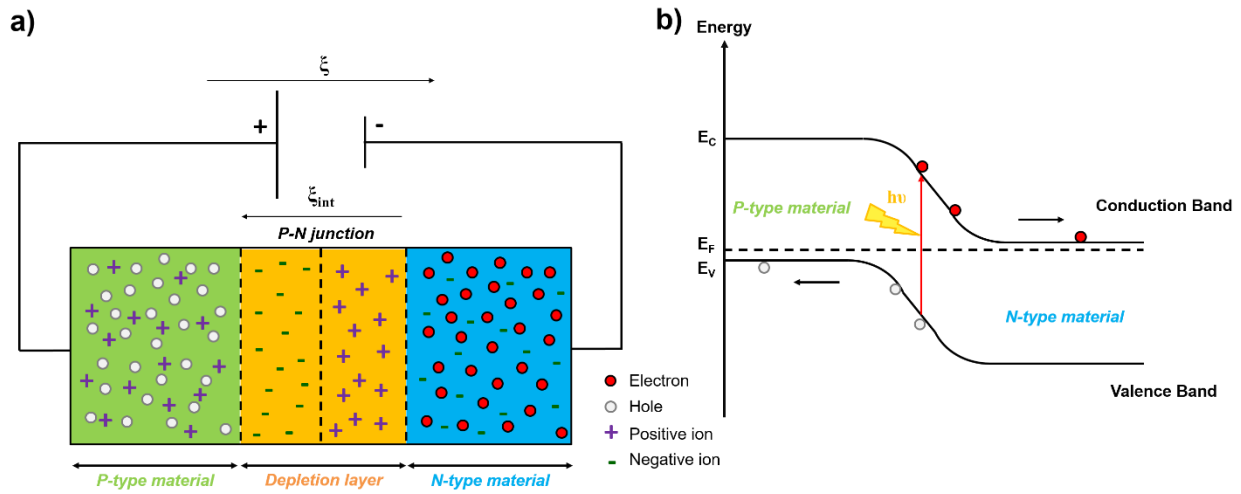 a)
ξ
+ -
ξint
P-N junction
Electron
Hole
Positive ion
Negative ion
P-type material
Depletion layer
N-type material
b)
Energy
EC
hυ
P-type material
Conduction Band
EF
EV
N-type material
Valence Band